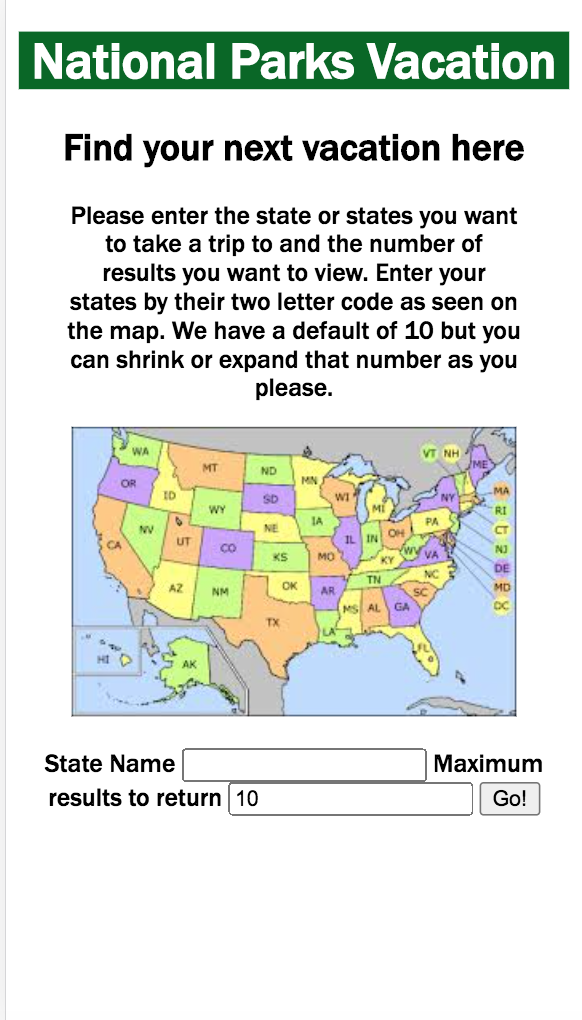 National Parks Vacation
Find your next vacation here
Please enter the state or states you want
to take a trip to and the number of
results you want to view. Enter your
states by their two letter code as seen on
the map. We have a default of 10 but you
can shrink or expand that number as you
please.
WA
MT
ND
MN
VT NH
ME
OR
ID
WY
SD
WI
MI
NY
MA
RI
NV
UT
CO
NE
IA
IL
IN
OH
PA
CT
NJ
CA
KS
MO
KY
WV
VA
DE
MD
DC
AZ
NM
OK
AR
TN
NC
SC
TX
LA
MS
AL
GA
FL
HI
AK
State Name Maximum
results to return 10 Go!